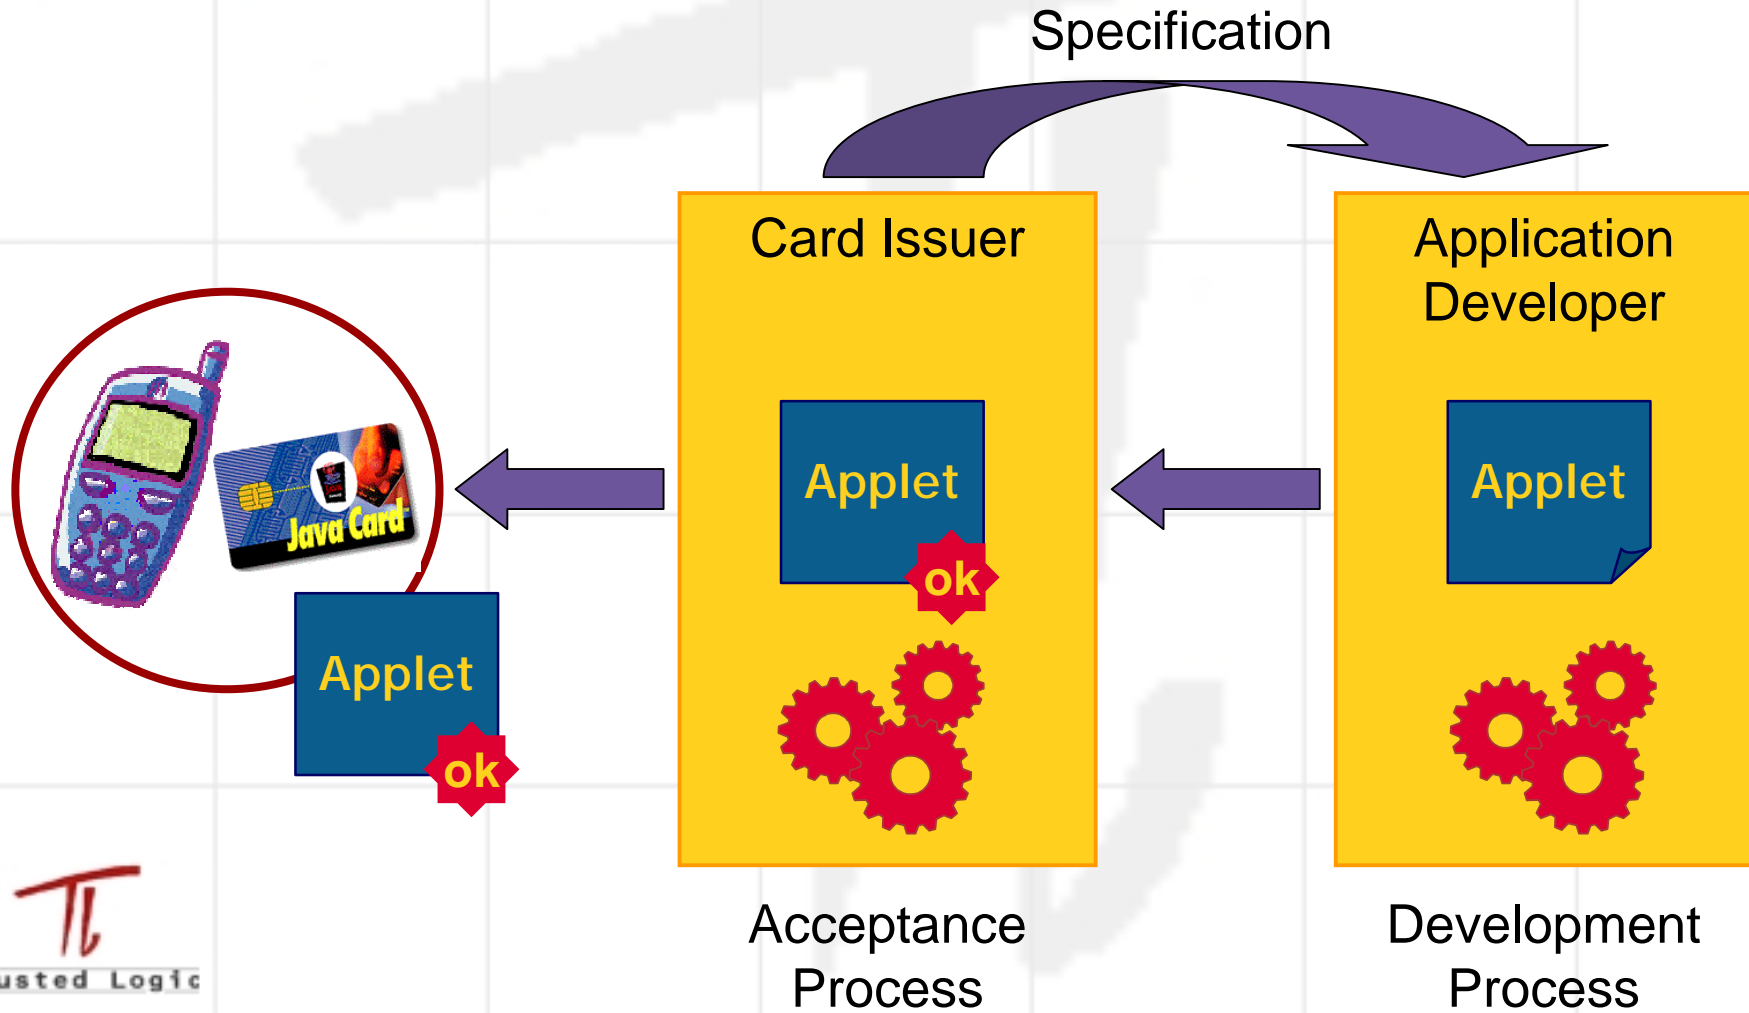 Specification
Card Issuer
Application
Developer
Applet
ok
Applet
Java Card
Applet
ok
Acceptance
Process
Development
Process
usted Logic